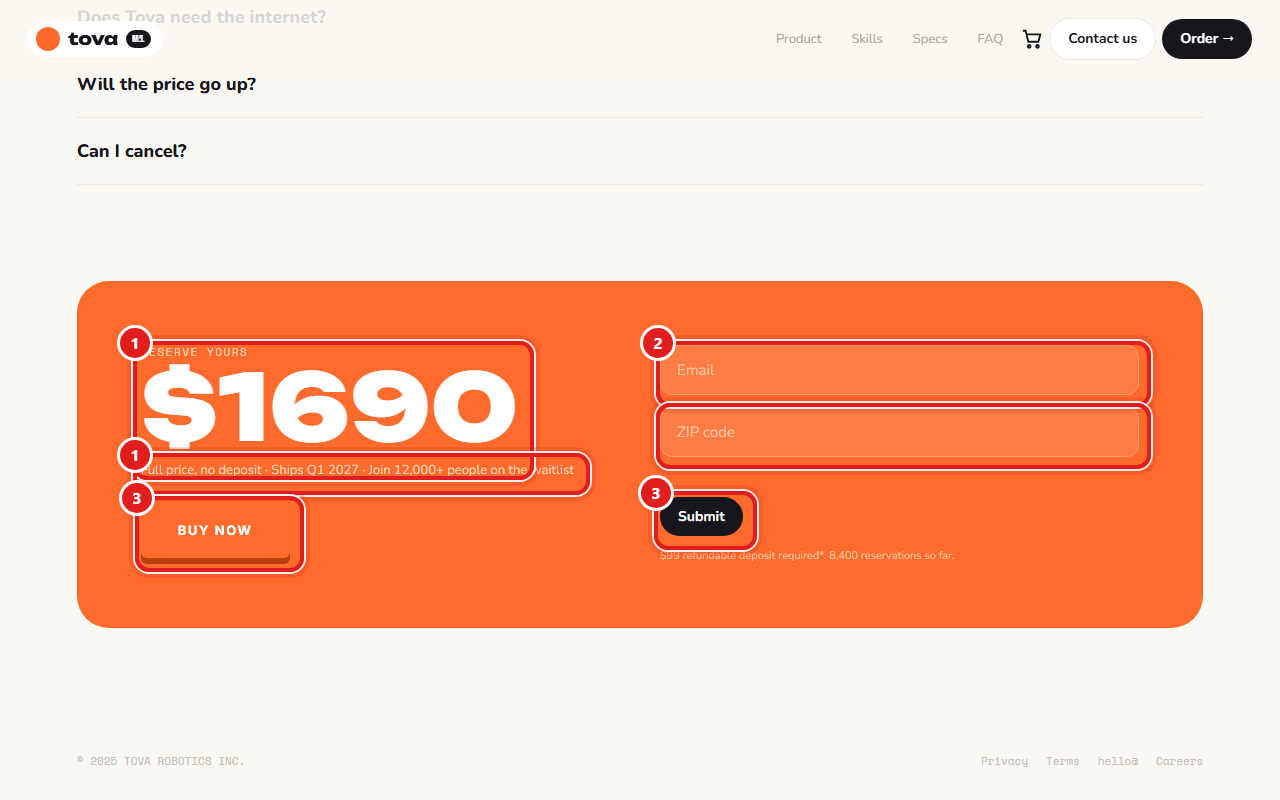 Does Tova need the internet?
tova M1
Product
Skills
Specs
FAQ
Contact us
Order →
Will the price go up?
Can I cancel?
1
ESERVE YOURS
$1690
1
Full price, no deposit · Ships Q1 2027 · Join 12,000+ people on the waitlist
3
BUY NOW
2
Email
ZIP code
3
Submit
$99 refundable deposit required*. 8,400 reservations so far.
© 2025 TOVA ROBOTICS INC.
Privacy
Terms
hello@
Careers